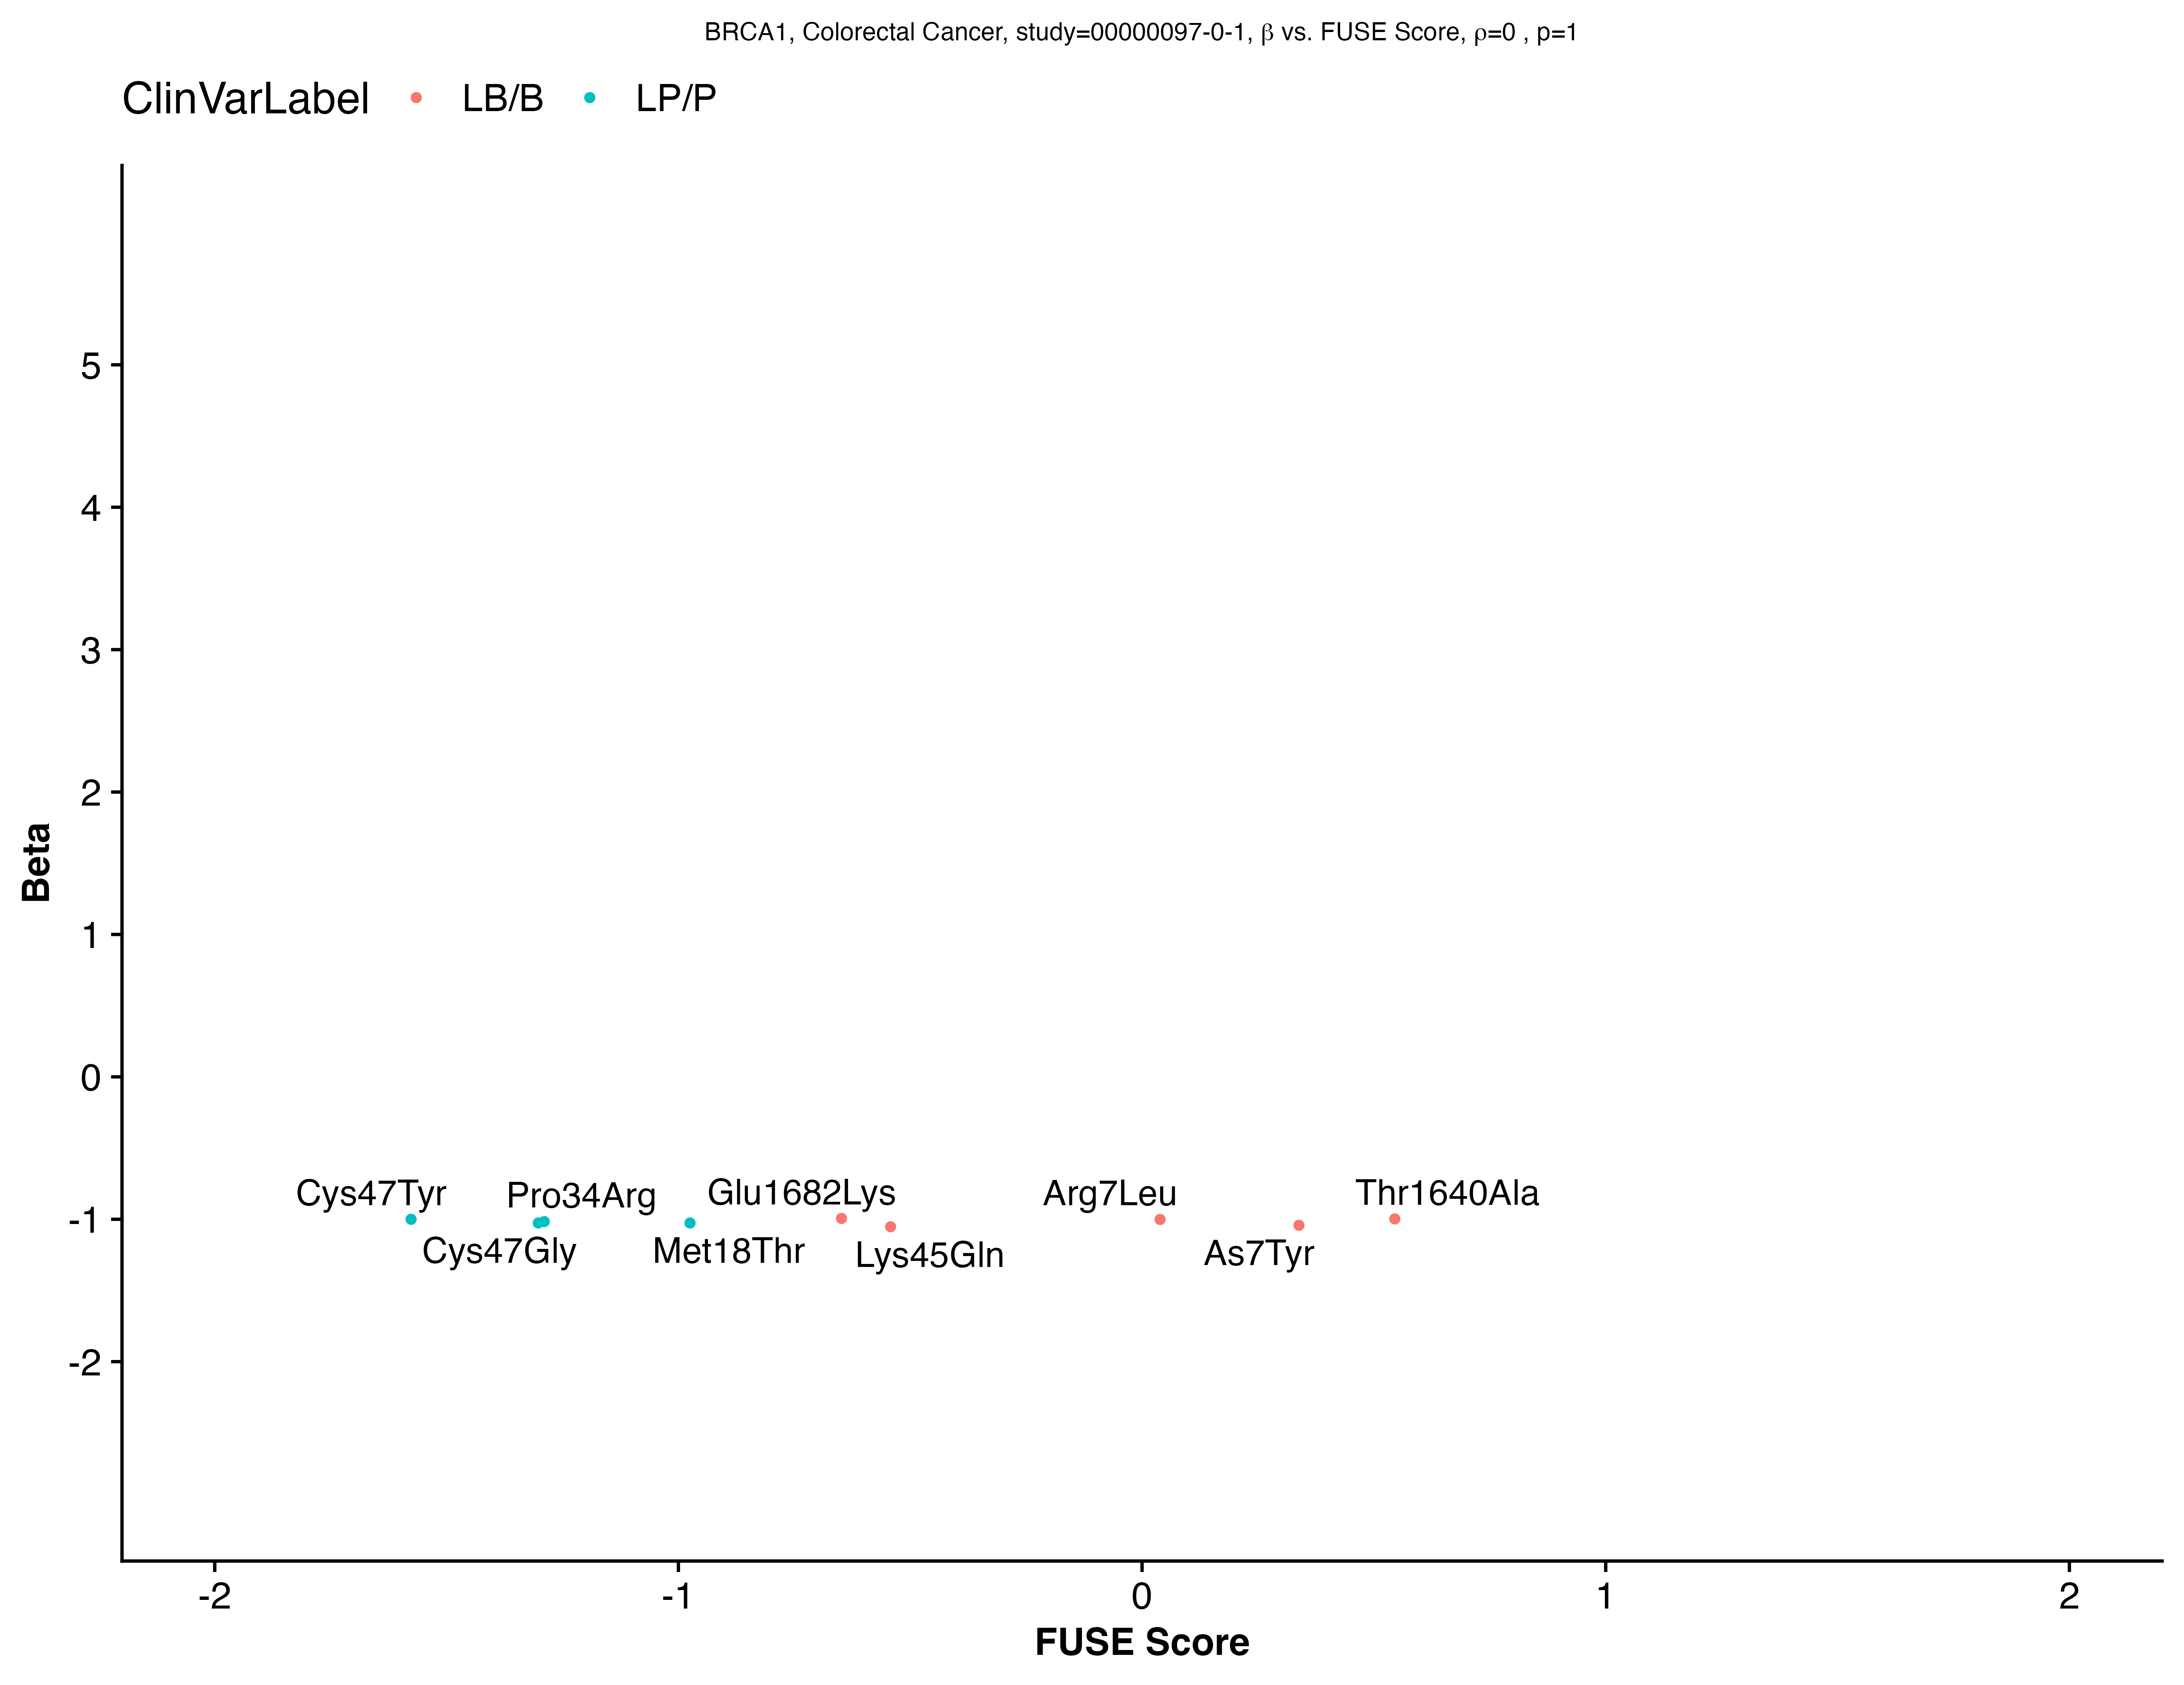 BRCA1, Colorectal Cancer, study=00000097-0-1, β vs. FUSE Score, ρ=0 , p=1
ClinVarLabel LB/B LP/P
5
4
3
2
1
0
-1
-2
Beta
Cys47Tyr Pro34Arg Glu1682Lys Arg7Leu Thr1640Ala
Cys47Gly Met18Thr Lys45Gln As7Tyr
-2 -1 0 1 2
FUSE Score